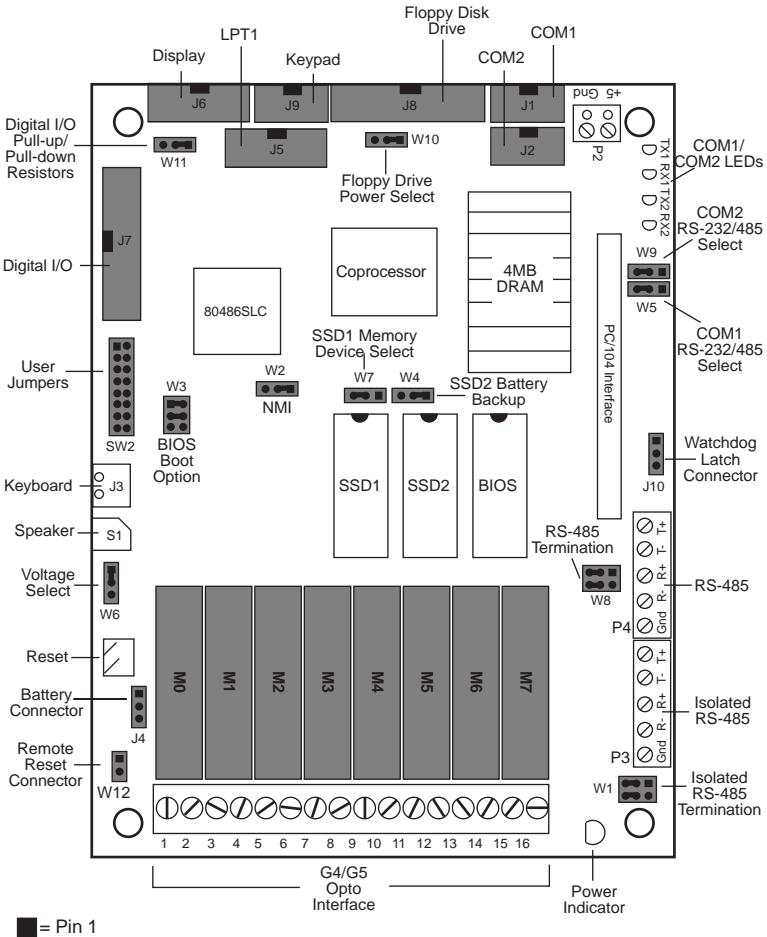 Floppy Disk
Drive
LPT1
COM1
Display
Keypad
COM2
J6
J9
J8
J1
+5 Gnd
Digital I/O
Pull-up/
Pull-down
Resistors
W11
J5
W10
J2
P2
TX1 RX1 TX2 RX2
COM1/
COM2 LEDs
Floppy Drive
Power Select
COM2
RS-232/485
Select
J7
W9
Digital I/O
Coprocessor
4MB
DRAM
W5
80486SLC
PC/104 Interface
COM1
RS-232/485
Select
SSD1 Memory
Device Select
User
Jumpers
W2
NMI
W7
W4
SSD2 Battery
Backup
W3
BIOS
Boot
Option
SW2
Watchdog
Latch
Connector
J10
Keyboard
J3
SSD1
SSD2
BIOS
Speaker
S1
RS-485
Termination
T+
T-
R+
R-
Gnd
RS-485
Voltage
Select
W6
W8
P4
Reset
M0
M1
M2
M3
M4
M5
M6
M7
T+
T-
R+
R-
Gnd
Isolated
RS-485
Battery
Connector
J4
P3
Remote
Reset
Connector
W12
W1
Isolated
RS-485
Termination
1 2 3 4 5 6 7 8 9 10 11 12 13 14 15 16
G4/G5
Opto
Interface
Power
Indicator
= Pin 1